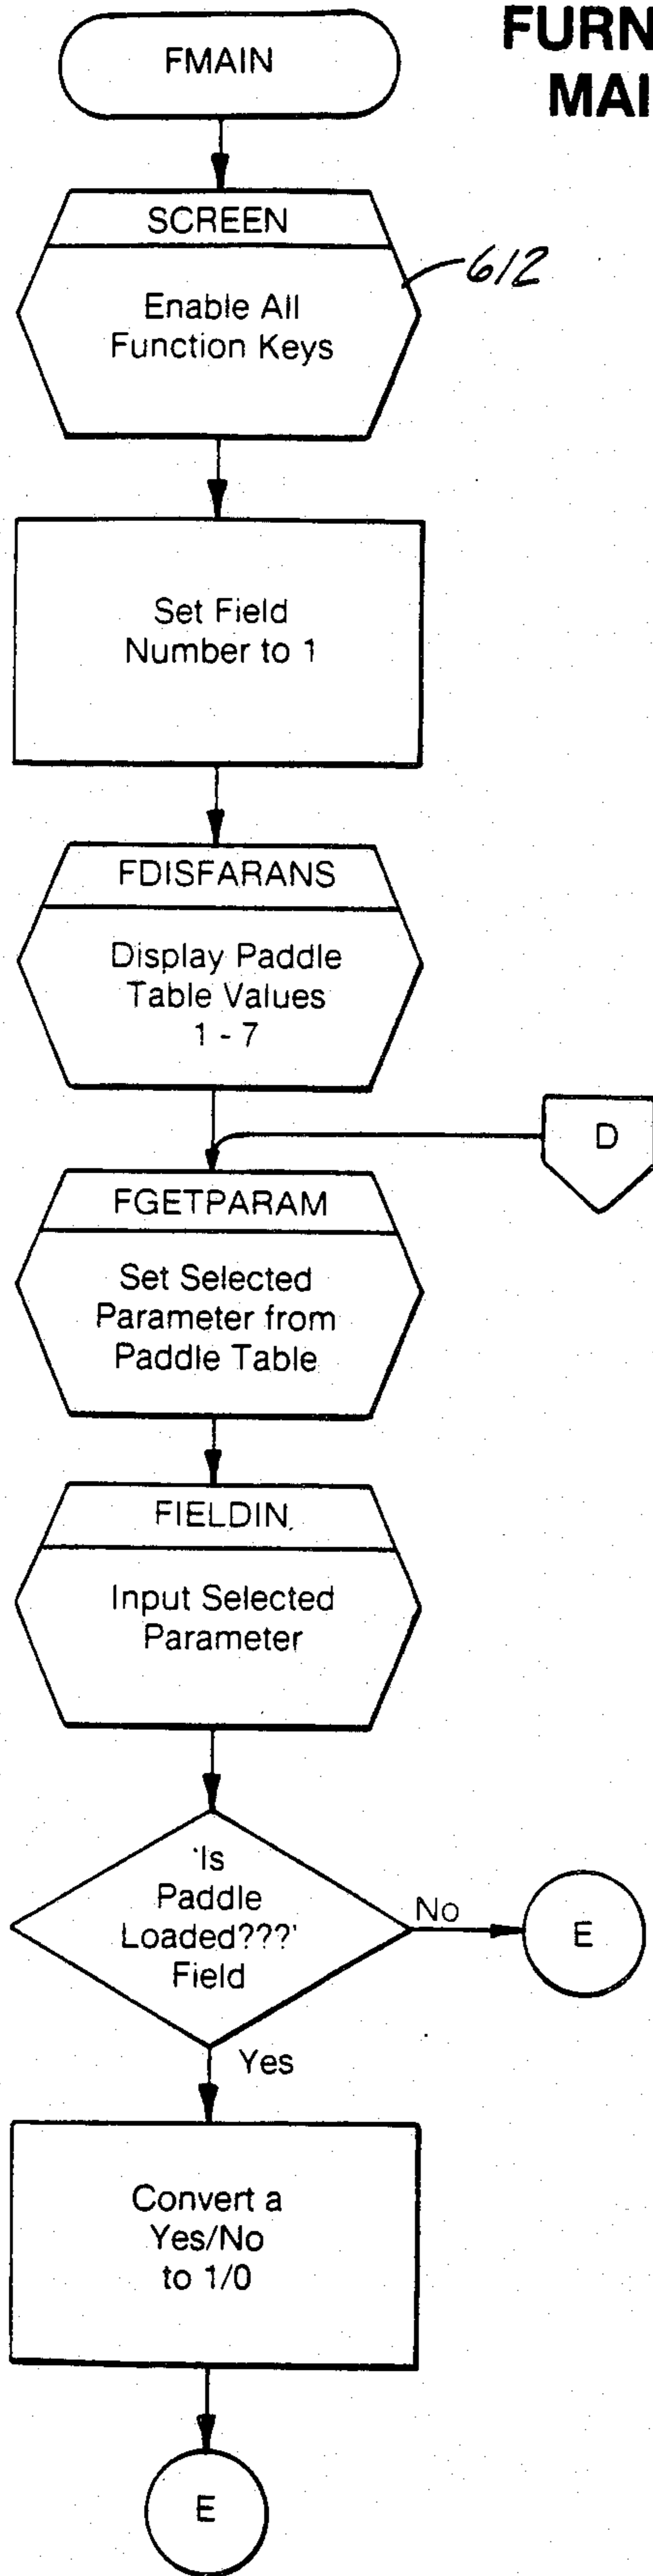 FMAIN
SCREEN
612
Enable All
Function Keys
Set Field
Number to 1
FDISFARANS
Display Paddle
Table Values
1 - 7
D
FGETPARAM
Set Selected
Parameter from
Paddle Table
FIELDIN
Input Selected
Parameter
'Is
Paddle
Loaded???'
Field
No
E
Yes
Convert a
Yes/No
to 1/0
E